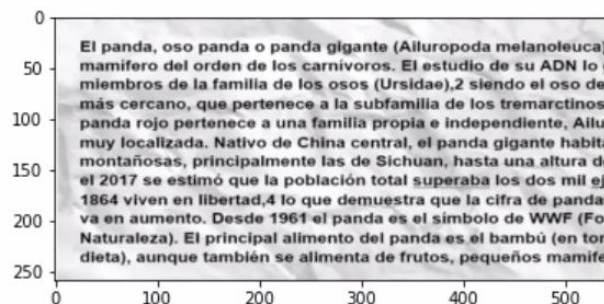 0
50
100
150
200
250
El panda, oso panda o panda gigante (Ailuropoda melanoleuca)
mamífero del orden de los carnívoros. El estudio de su ADN lo
miembros de la familia de los osos (Ursidae),2 siendo el oso de
más cercano, que pertenece a la subfamilia de los tremarctinos
panda rojo pertenece a una familia propia e independiente, Ailu
muy localizada. Nativo de China central, el panda gigante habita
montañosas, principalmente las de Sichuan, hasta una altura d
el 2017 se estimó que la población total superaba los dos mil ej
1864 viven en libertad,4 lo que demuestra que la cifra de panda
va en aumento. Desde 1961 el panda es el símbolo de WWF (Fo
Naturaleza). El principal alimento del panda es el bambú (en tor
dieta), aunque también se alimenta de frutos, pequeños mamífe
0 100 200 300 400 500